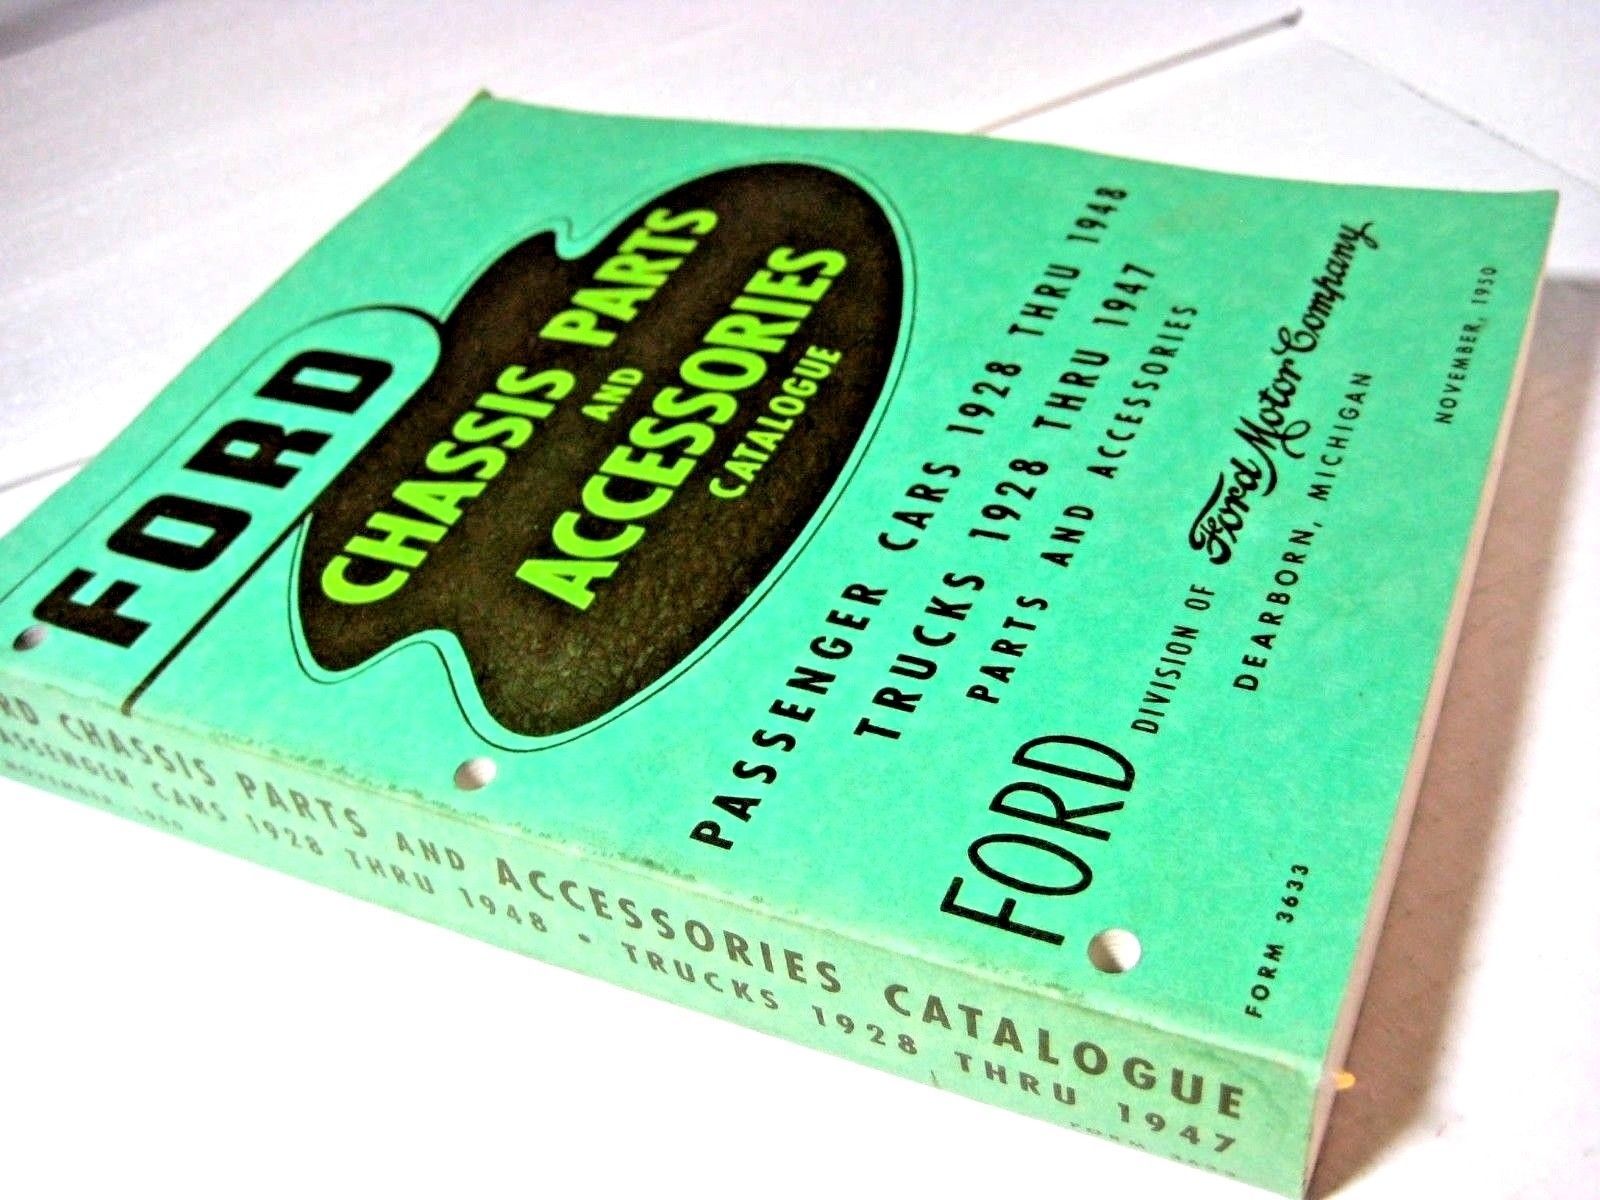 FORD
CHASSIS PARTS
AND
ACCESSORIES
CATALOGUE
PASSENGER CARS 1928 THRU 1948
TRUCKS 1928 THRU 1947
PARTS AND ACCESSORIES
FORD
DIVISION OF Ford Motor Company
DEARBORN, MICHIGAN
FORM 3633
NOVEMBER, 1950
RD CHASSIS PARTS AND ACCESSORIES CATALOGUE
ASSENGER CARS 1928 THRU 1948 • TRUCKS 1928 THRU 1947
FORM